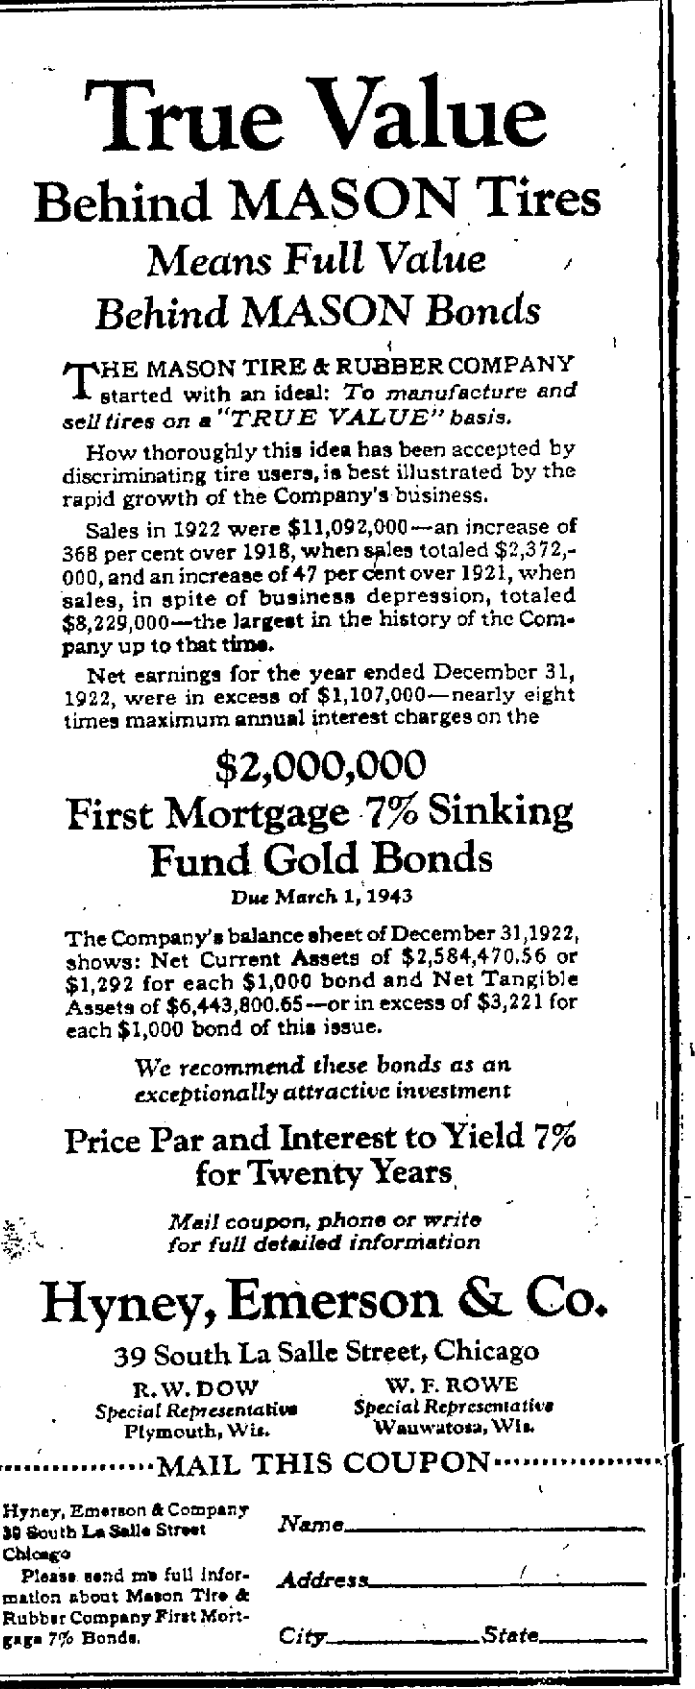 True Value
Behind MASON Tires
Means Full Value
Behind MASON Bonds
THE MASON TIRE & RUBBER COMPANY
started with an ideal: To manufacture and
sell tires on a "TRUE VALUE" basis.
How thoroughly this idea has been accepted by
discriminating tire users, is best illustrated by the
rapid growth of the Company's business.
Sales in 1922 were $11,092,000—an increase of
368 per cent over 1918, when sales totaled $2,372,-
000, and an increase of 47 per cent over 1921, when
sales, in spite of business depression, totaled
$8,229,000—the largest in the history of the Com-
pany up to that time.
Net earnings for the year ended December 31,
1922, were in excess of $1,107,000—nearly eight
times maximum annual interest charges on the
$2,000,000
First Mortgage 7% Sinking
Fund Gold Bonds
Due March 1, 1943
The Company's balance sheet of December 31, 1922,
shows: Net Current Assets of $2,584,470.56 or
$1,292 for each $1,000 bond and Net Tangible
Assets of $6,443,800.65—or in excess of $3,221 for
each $1,000 bond of this issue.
We recommend these bonds as an
exceptionally attractive investment
Price Par and Interest to Yield 7%
for Twenty Years
Mail coupon, phone or write
for full detailed information
Hyney, Emerson & Co.
39 South La Salle Street, Chicago
R. W. DOW W. F. ROWE
Special Representative Special Representative
Plymouth, Wis. Wauwatosa, Wis.
MAIL THIS COUPON
Hyney, Emerson & Company
39 South La Salle Street
Chicago
Please send me full infor-
mation about Mason Tire &
Rubber Company First Mort-
gage 7% Bonds.
Name
Address
City State